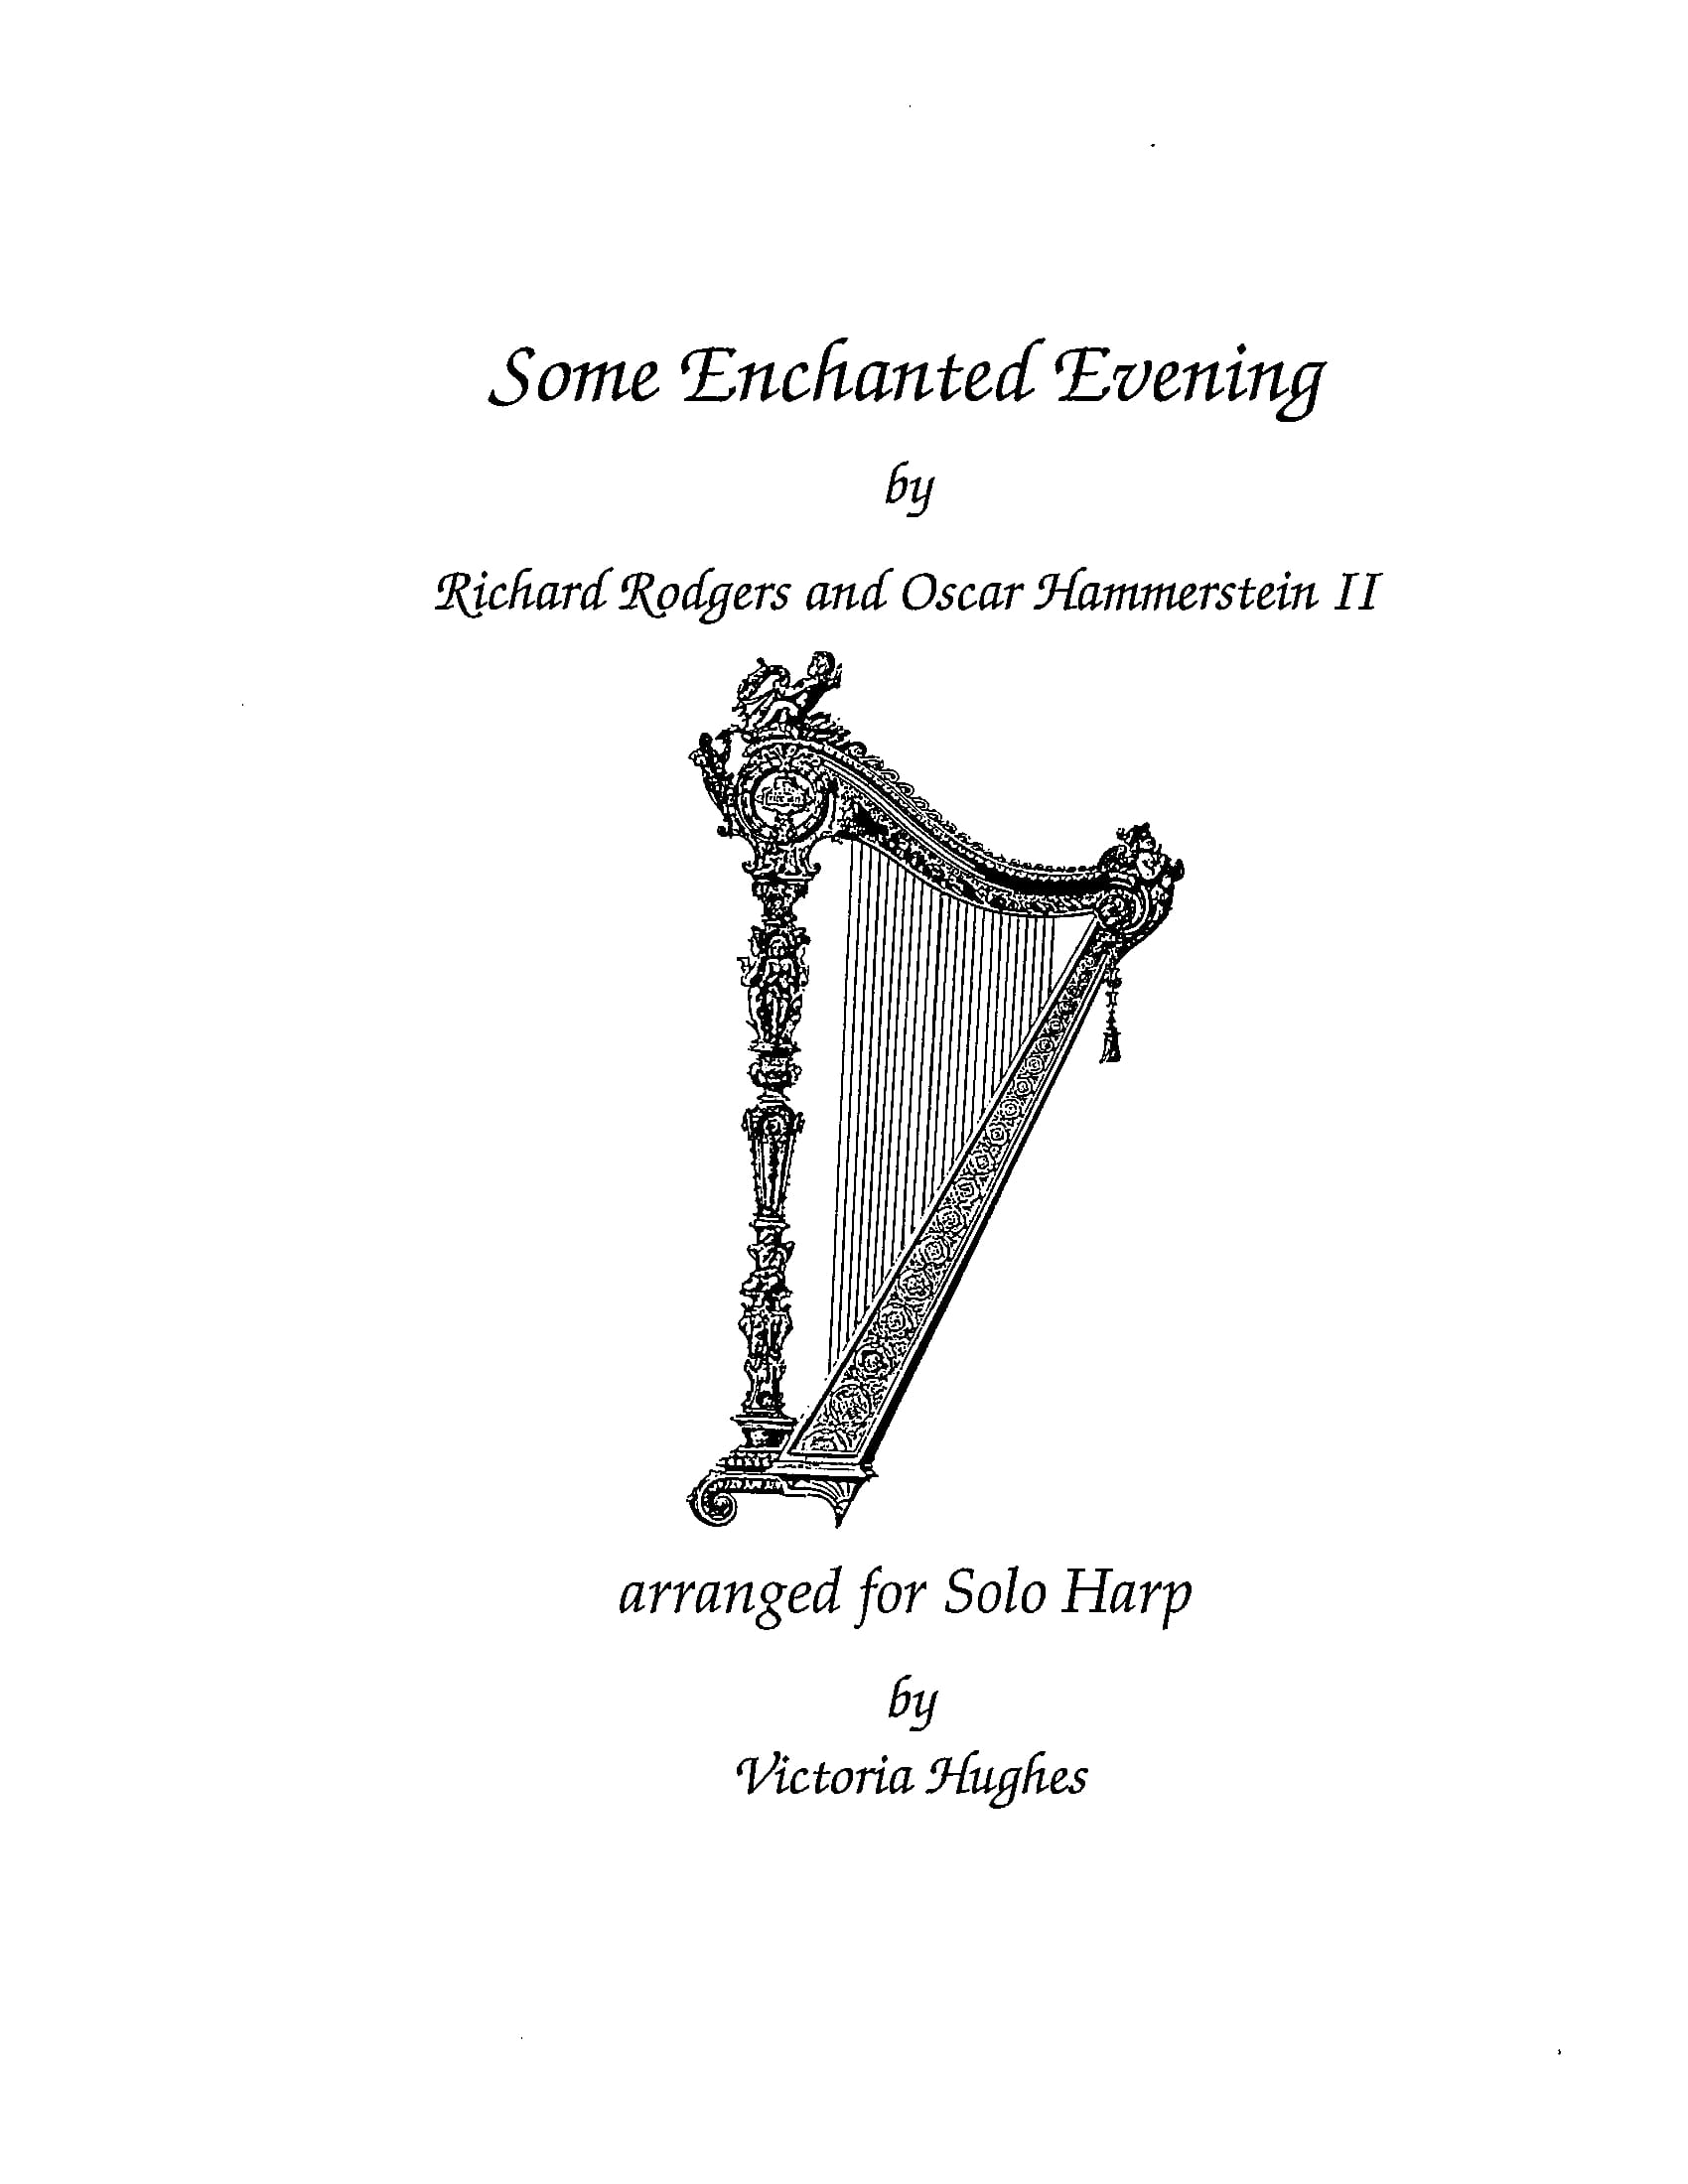 Some Enchanted Evening
by
Richard Rodgers and Oscar Hammerstein II
arranged for Solo Harp
by
Victoria Hughes